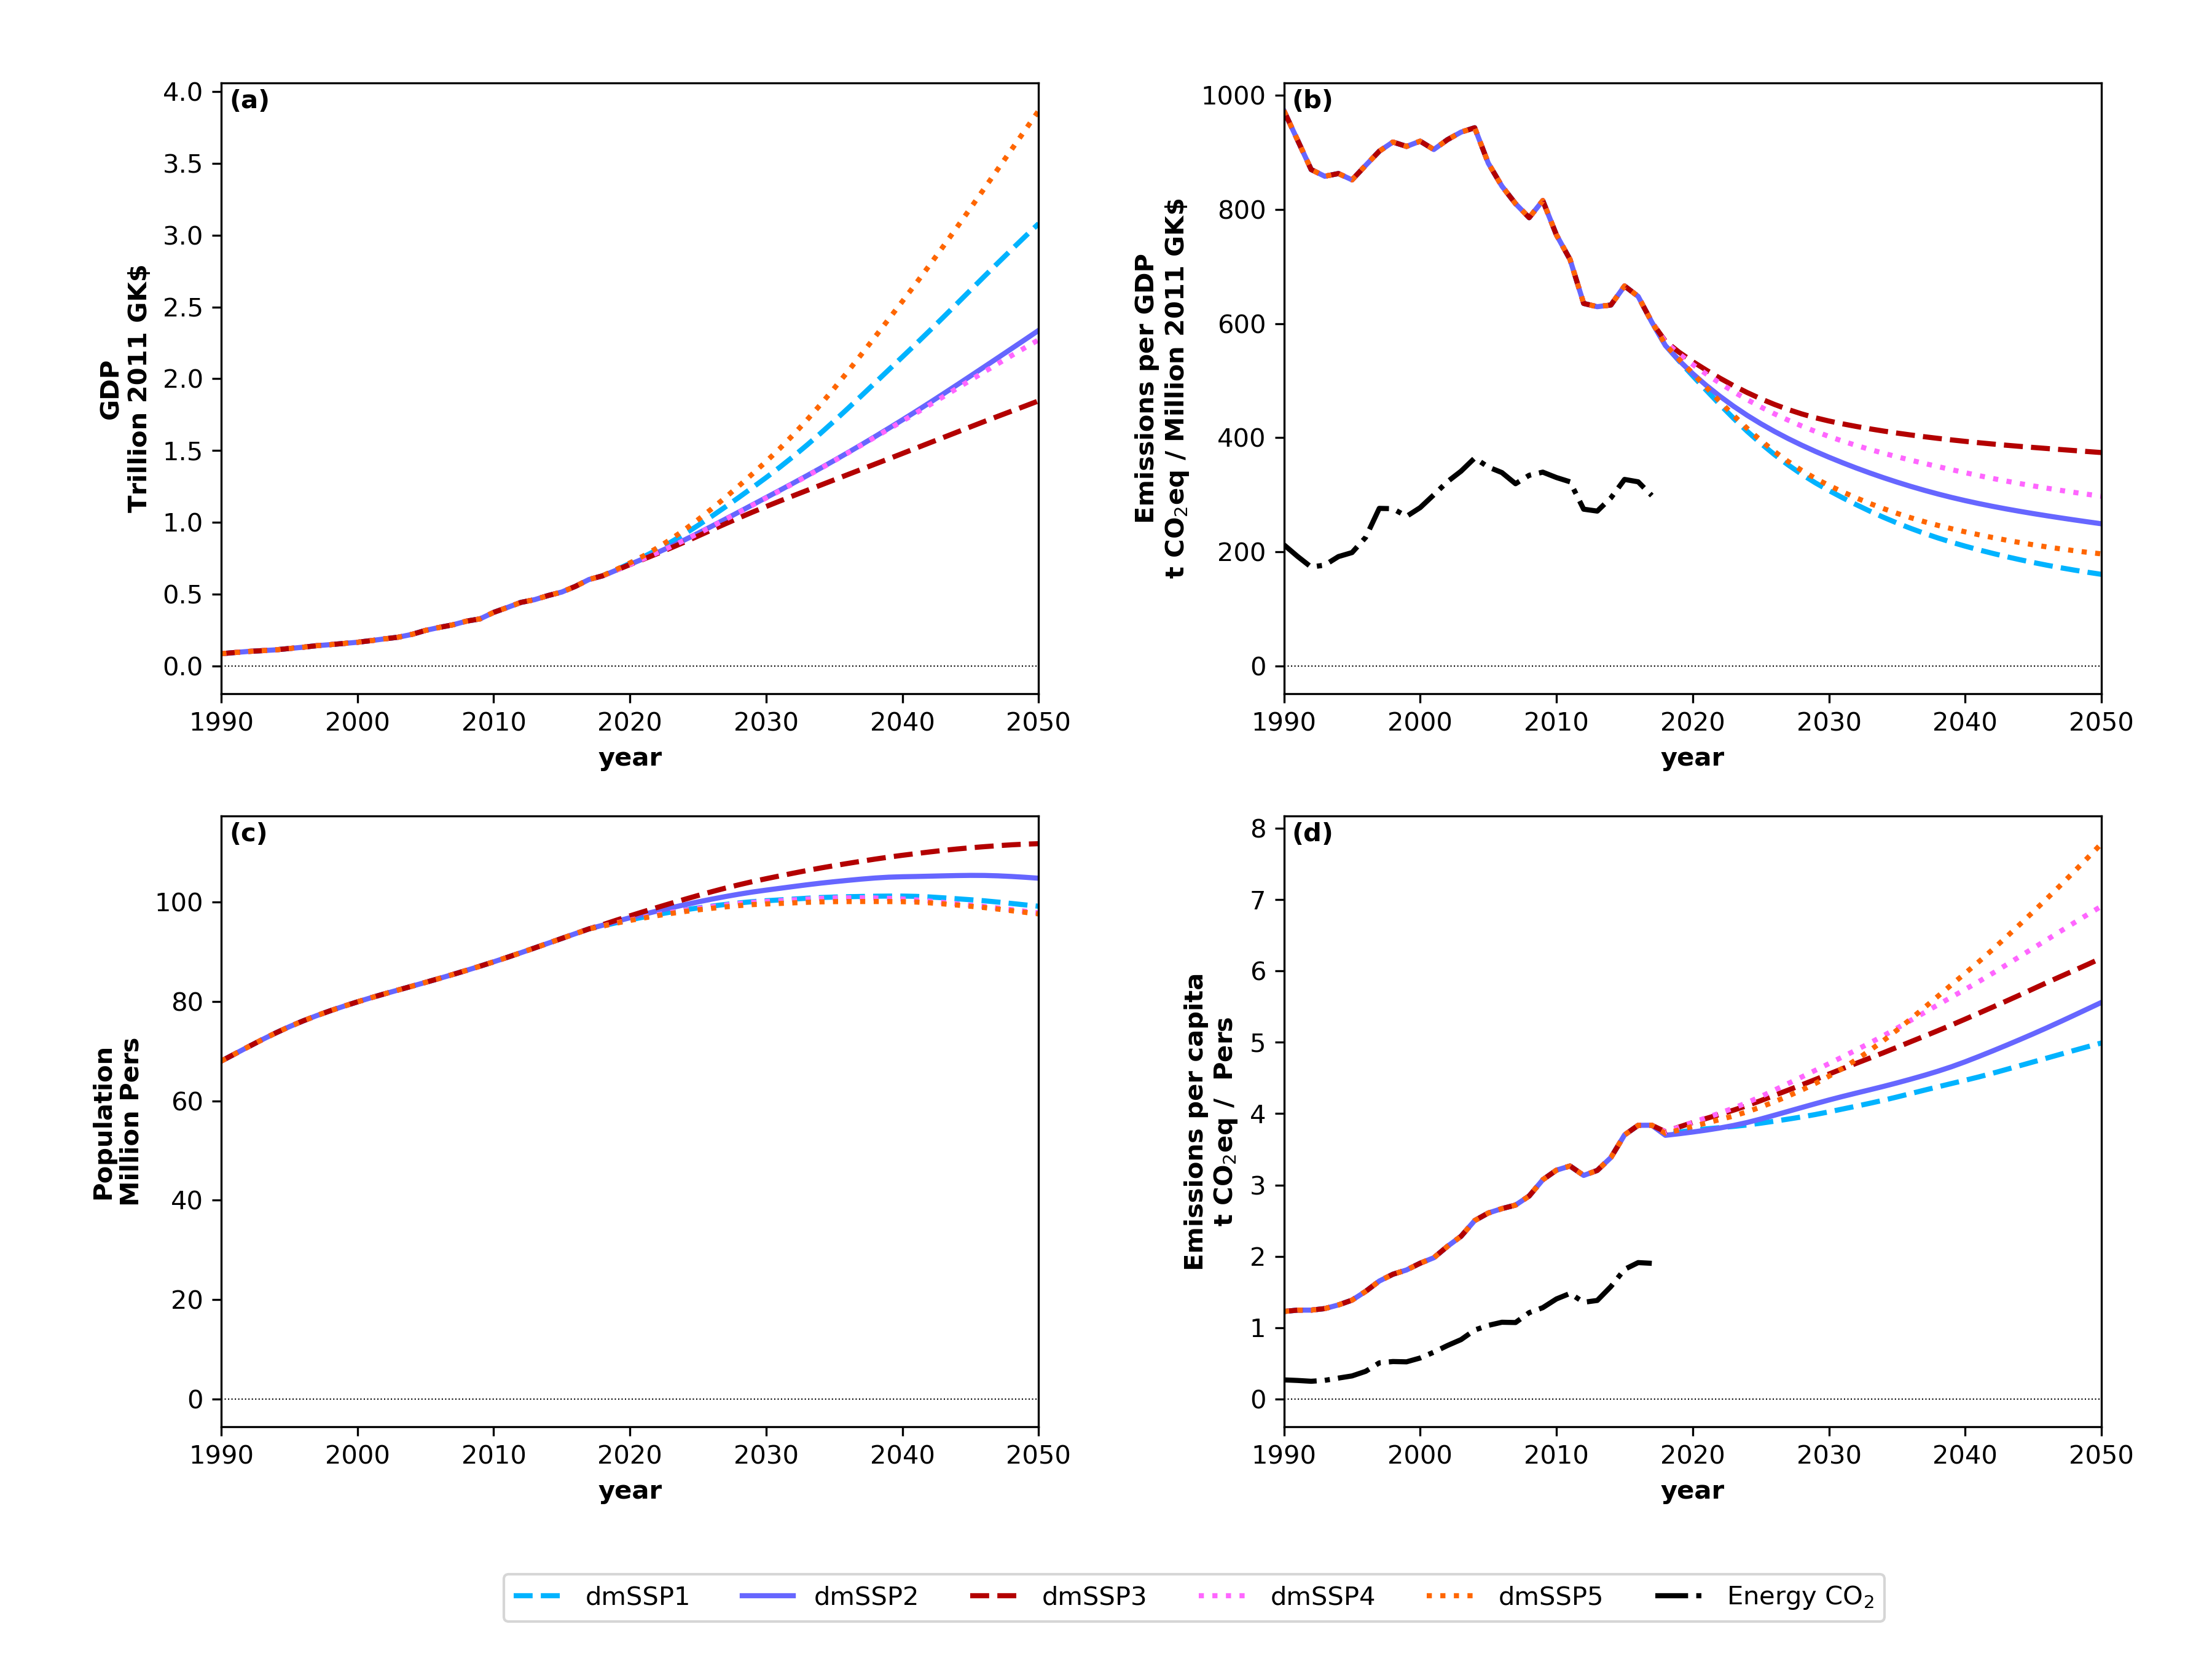 (a)
GDP
Trillion 2011 GK$
4.0
3.5
3.0
2.5
2.0
1.5
1.0
0.5
0.0
1990 2000 2010 2020 2030 2040 2050
year
(b)
Emissions per GDP
t CO₂eq / Million 2011 GK$
1000
800
600
400
200
0
1990 2000 2010 2020 2030 2040 2050
year
(c)
Population
Million Pers
100
80
60
40
20
0
1990 2000 2010 2020 2030 2040 2050
year
(d)
Emissions per capita
t CO₂eq / Pers
8
7
6
5
4
3
2
1
0
1990 2000 2010 2020 2030 2040 2050
year
dmSSP1 dmSSP2 dmSSP3 dmSSP4 dmSSP5 Energy CO₂